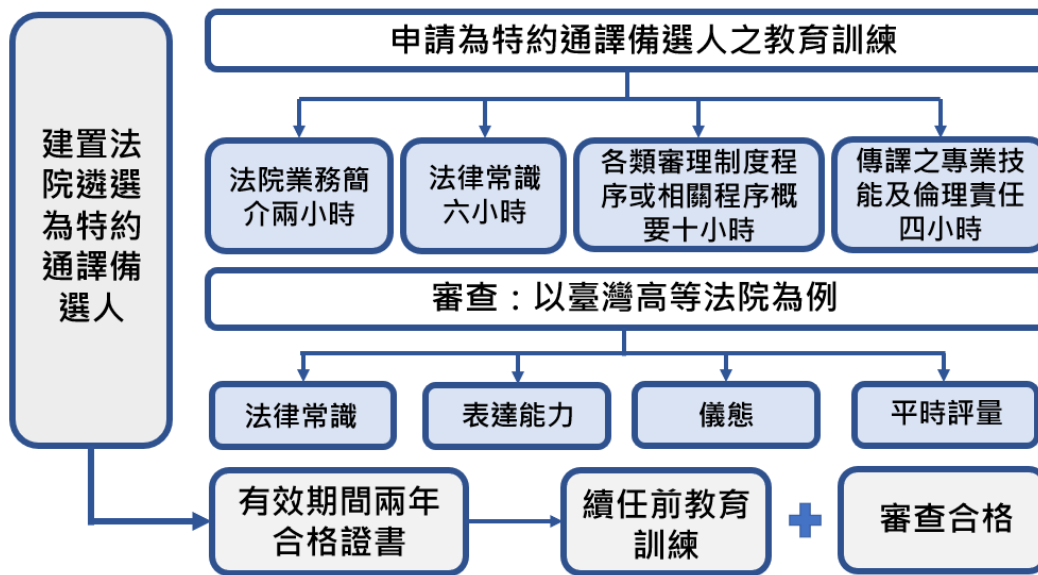 建置法
院遴選
為特約
通譯備
選人
申請為特約通譯備選人之教育訓練
法院業務簡
介兩小時
法律常識
六小時
各類審理制度程
序或相關程序概
要十小時
傳譯之專業技
能及倫理責任
四小時
審查：以臺灣高等法院為例
法律常識
表達能力
儀態
平時評量
有效期間兩年
合格證書
續任前教育
訓練
審查合格